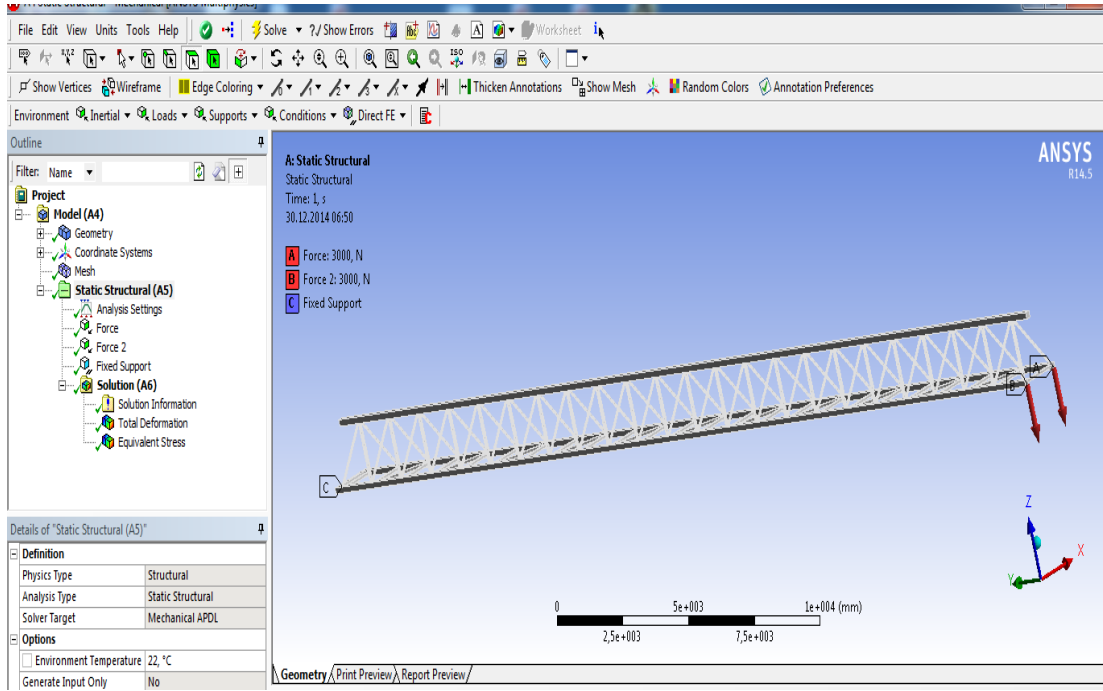 File Edit View Units Tools Help Solve ?/ Show Errors A Worksheet
ISO
Show Vertices Wireframe Edge Coloring Thicken Annotations Show Mesh Random Colors Annotation Preferences
Environment Inertial Loads Supports Conditions Direct FE
Outline
Filter: Name
Project
Model (A4)
Geometry
Coordinate Systems
Mesh
Static Structural (A5)
Analysis Settings
Force
Force 2
Fixed Support
Solution (A6)
Solution Information
Total Deformation
Equivalent Stress
Details of "Static Structural (A5)"
Definition
Physics Type Structural
Analysis Type Static Structural
Solver Target Mechanical APDL
Options
Environment Temperature 22, °C
Generate Input Only No
A: Static Structural
Static Structural
Time: 1, s
30.12.2014 06:50
A Force: 3000, N
B Force 2: 3000, N
C Fixed Support
ANSYS
R14.5
A
B
C
Z
X
Y
0 5e+003 1e+004 (mm)
2,5e+003 7,5e+003
Geometry Print Preview Report Preview